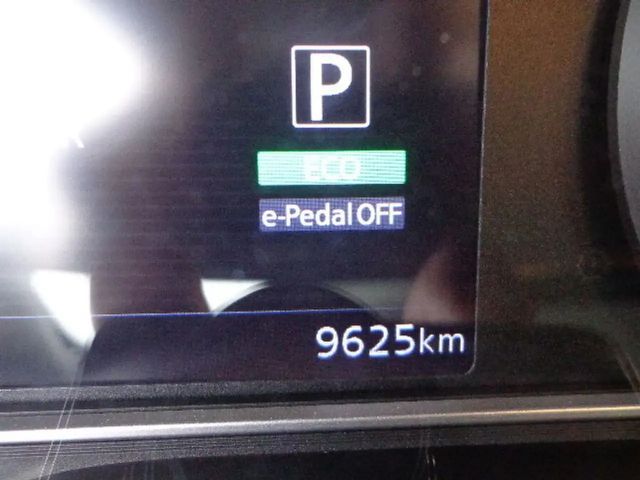 P
ECO
e-Pedal OFF
9625km